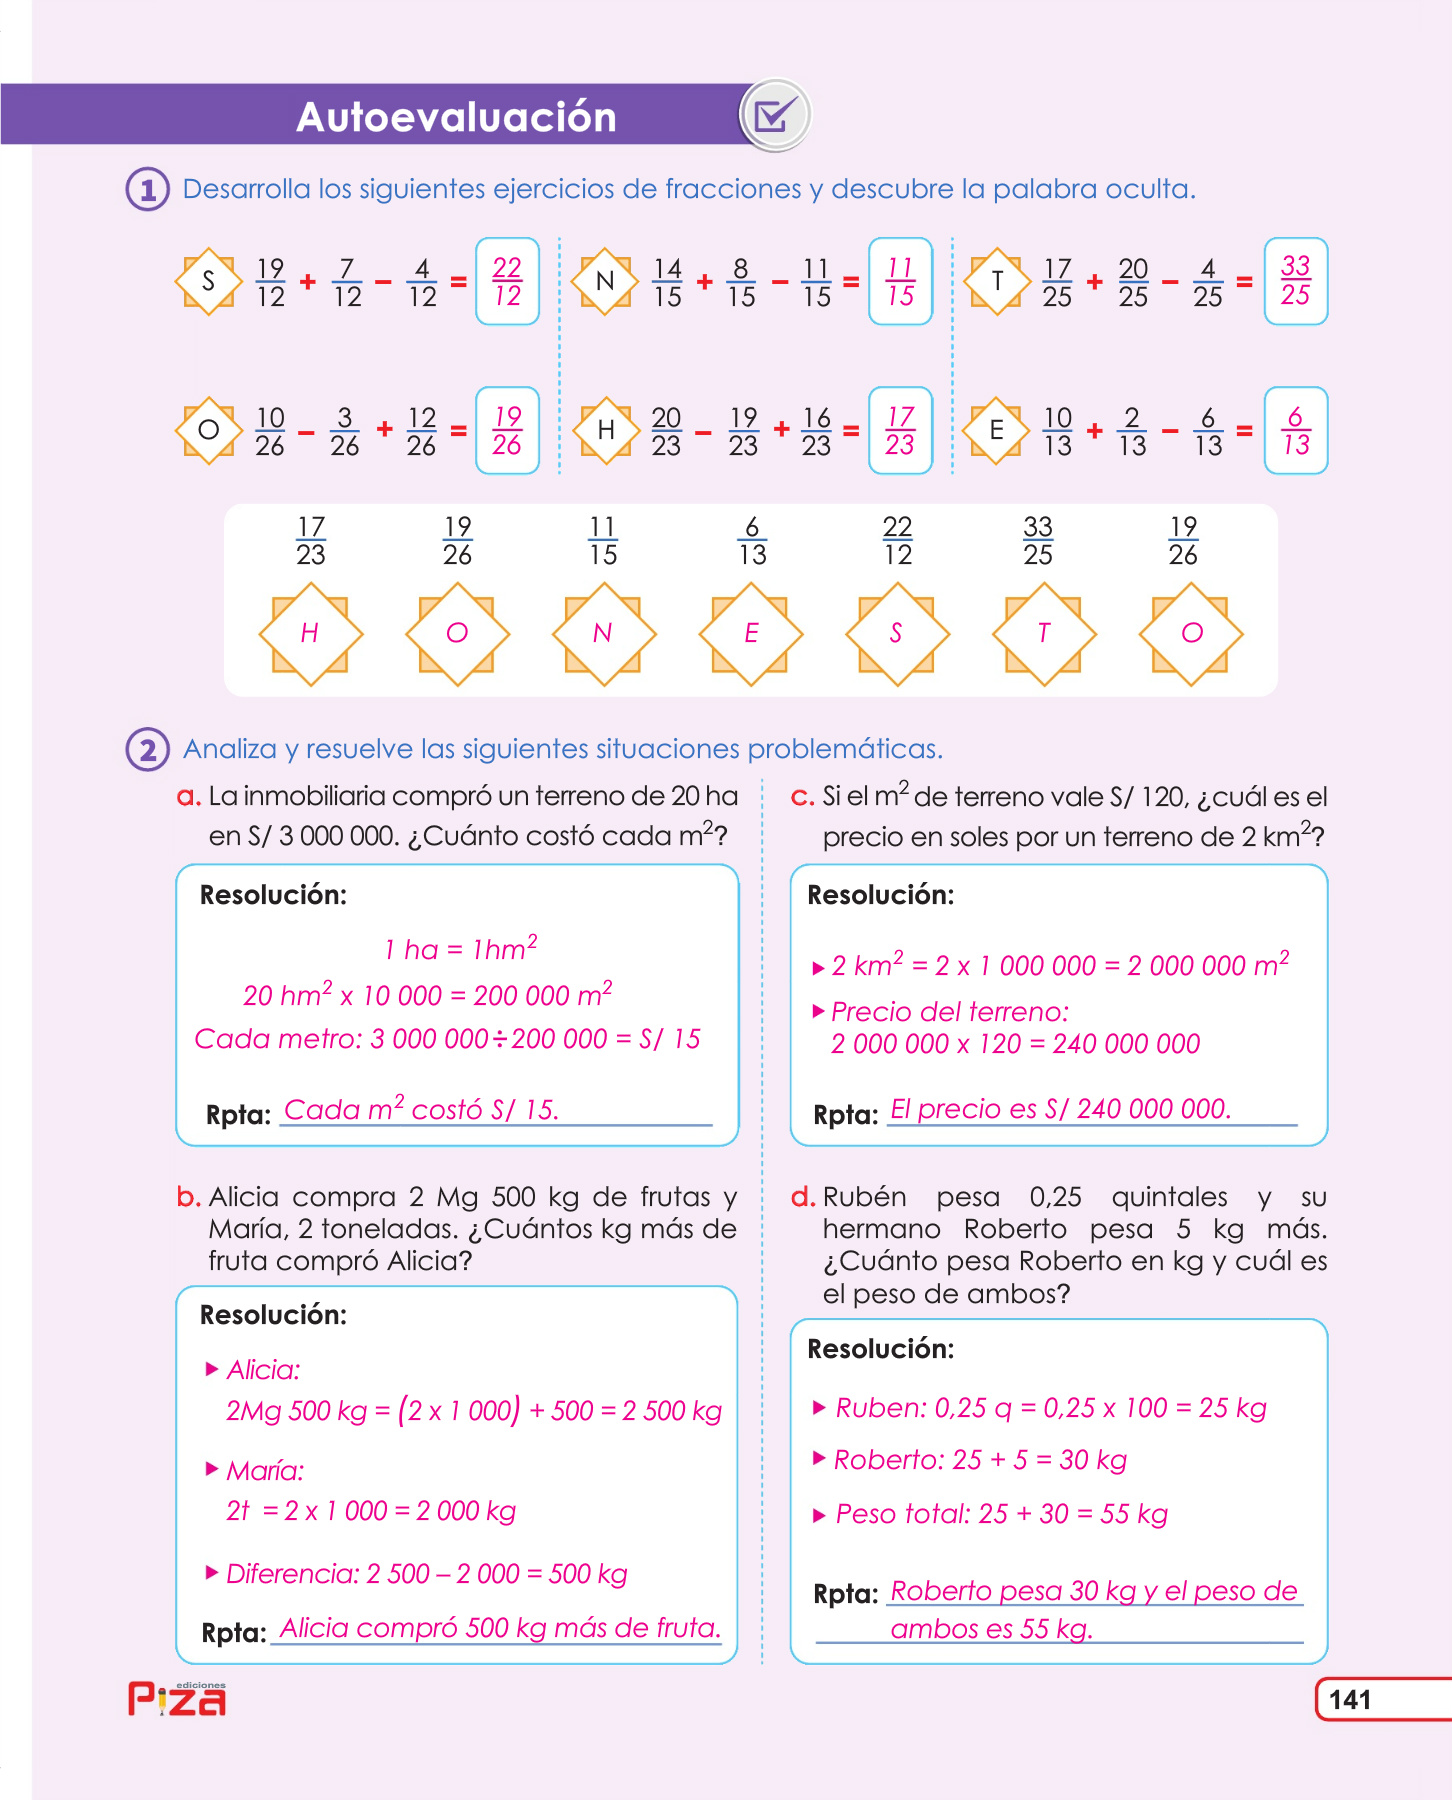 Autoevaluación
1 Desarrolla los siguientes ejercicios de fracciones y descubre la palabra oculta.
S 19/12 + 7/12 – 4/12 = 22/12
N 14/15 + 8/15 – 11/15 = 11/15
T 17/25 + 20/25 – 4/25 = 33/25
O 10/26 – 3/26 + 12/26 = 19/26
H 20/23 – 19/23 + 16/23 = 17/23
E 10/13 + 2/13 – 6/13 = 6/13
17/23 19/26 11/15 6/13 22/12 33/25 19/26
H O N E S T O
2 Analiza y resuelve las siguientes situaciones problemáticas.
a. La inmobiliaria compró un terreno de 20 ha
en S/ 3 000 000. ¿Cuánto costó cada m²?
Resolución:
1 ha = 1hm²
20 hm² x 10 000 = 200 000 m²
Cada metro: 3 000 000÷200 000 = S/ 15
Rpta: Cada m² costó S/ 15.
b. Alicia compra 2 Mg 500 kg de frutas y
María, 2 toneladas. ¿Cuántos kg más de
fruta compró Alicia?
Resolución:
▸ Alicia:
2Mg 500 kg = (2 x 1 000) + 500 = 2 500 kg
▸ María:
2t = 2 x 1 000 = 2 000 kg
▸ Diferencia: 2 500 – 2 000 = 500 kg
Rpta: Alicia compró 500 kg más de fruta.
c. Si el m² de terreno vale S/ 120, ¿cuál es el
precio en soles por un terreno de 2 km²?
Resolución:
▸ 2 km² = 2 x 1 000 000 = 2 000 000 m²
▸ Precio del terreno:
2 000 000 x 120 = 240 000 000
Rpta: El precio es S/ 240 000 000.
d. Rubén pesa 0,25 quintales y su
hermano Roberto pesa 5 kg más.
¿Cuánto pesa Roberto en kg y cuál es
el peso de ambos?
Resolución:
▸ Ruben: 0,25 q = 0,25 x 100 = 25 kg
▸ Roberto: 25 + 5 = 30 kg
▸ Peso total: 25 + 30 = 55 kg
Rpta: Roberto pesa 30 kg y el peso de
ambos es 55 kg.
ediciones
Piza
141